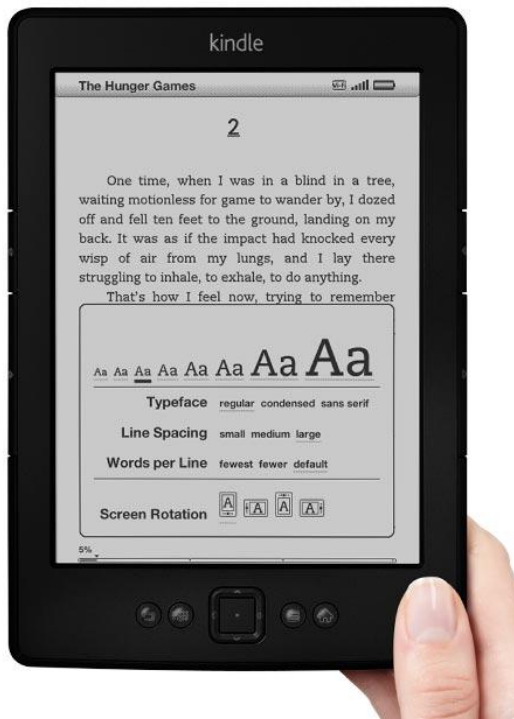 kindle
The Hunger Games
2
One time, when I was in a blind in a tree,
waiting motionless for game to wander by, I dozed
off and fell ten feet to the ground, landing on my
back. It was as if the impact had knocked every
wisp of air from my lungs, and I lay there
struggling to inhale, to exhale, to do anything.
That's how I feel now, trying to remember
Aa Aa Aa Aa Aa Aa Aa Aa
Typeface regular condensed sans serif
Line Spacing small medium large
Words per Line fewest fewer default
Screen Rotation A A A A
5%